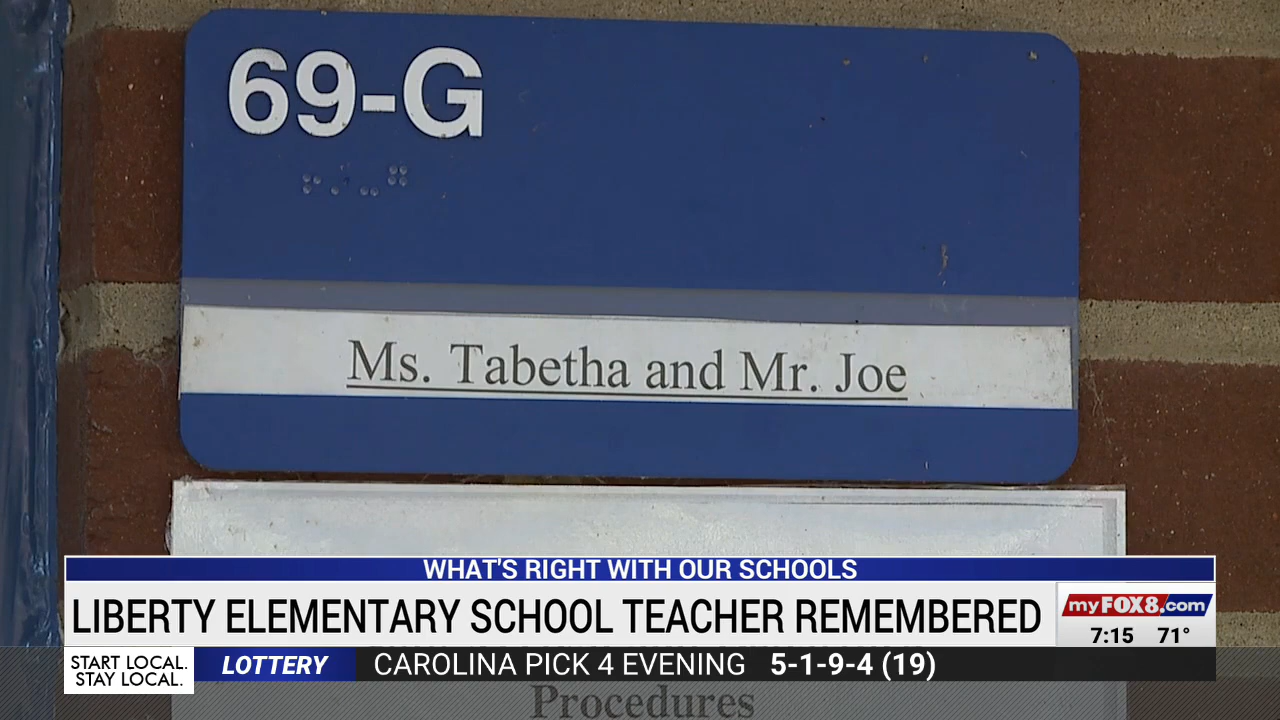 69-G
Ms. Tabetha and Mr. Joe
WHAT'S RIGHT WITH OUR SCHOOLS
LIBERTY ELEMENTARY SCHOOL TEACHER REMEMBERED
myFOX8.com
7:15 71°
START LOCAL.
STAY LOCAL.
LOTTERY CAROLINA PICK 4 EVENING 5-1-9-4 (19)
Procedures